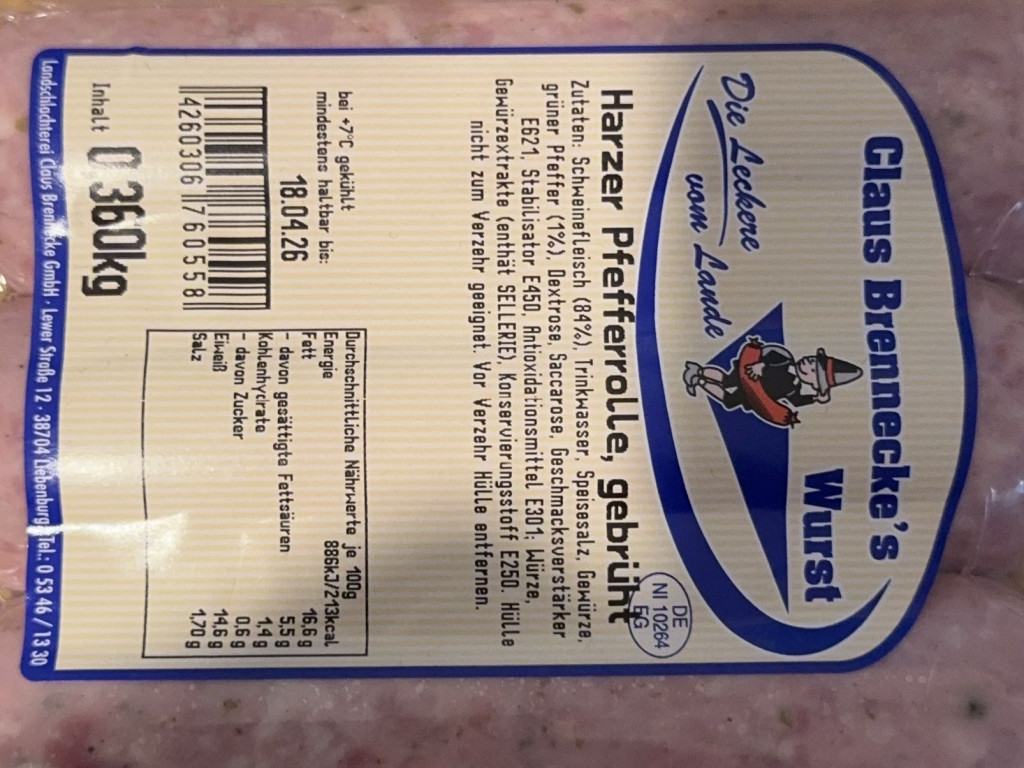 Claus Brennecke's
Wurst
Die Leckere
vom Lande
DE
NI 10264
EG
Harzer Pfefferrolle, gebrüht
Zutaten: Schweinefleisch (84%), Trinkwasser, Speisesalz, Gewürze,
grüner Pfeffer (1%), Dextrose, Saccarose, Geschmacksverstärker
E621, Stabilisator E450, Antioxidationsmittel E301; Würze,
Gewürzextrakte (enthät SELLERIE), Konservierungsstoff E250. Hülle
nicht zum Verzehr geeignet. Vor Verzehr Hülle entfernen.
bei +7°C gekühlt
mindestens haltbar bis:
18.04.26
4260306 760558
Durchschnittliche Nährwerte je 100g
Energie 886kJ/213kcal
Fett 16,6 g
- davon gesättigte Fettsäuren 5,5 g
Kohlenhydrate 1,4 g
- davon Zucker 0,6 g
Eiweiß 14,6 g
Salz 1,70 g
Inhalt 0,360kg
Landschlachterei Claus Brennecke GmbH · Lewer Straße 12 · 38704 Liebenburg · Tel.: 0 53 46 / 13 30